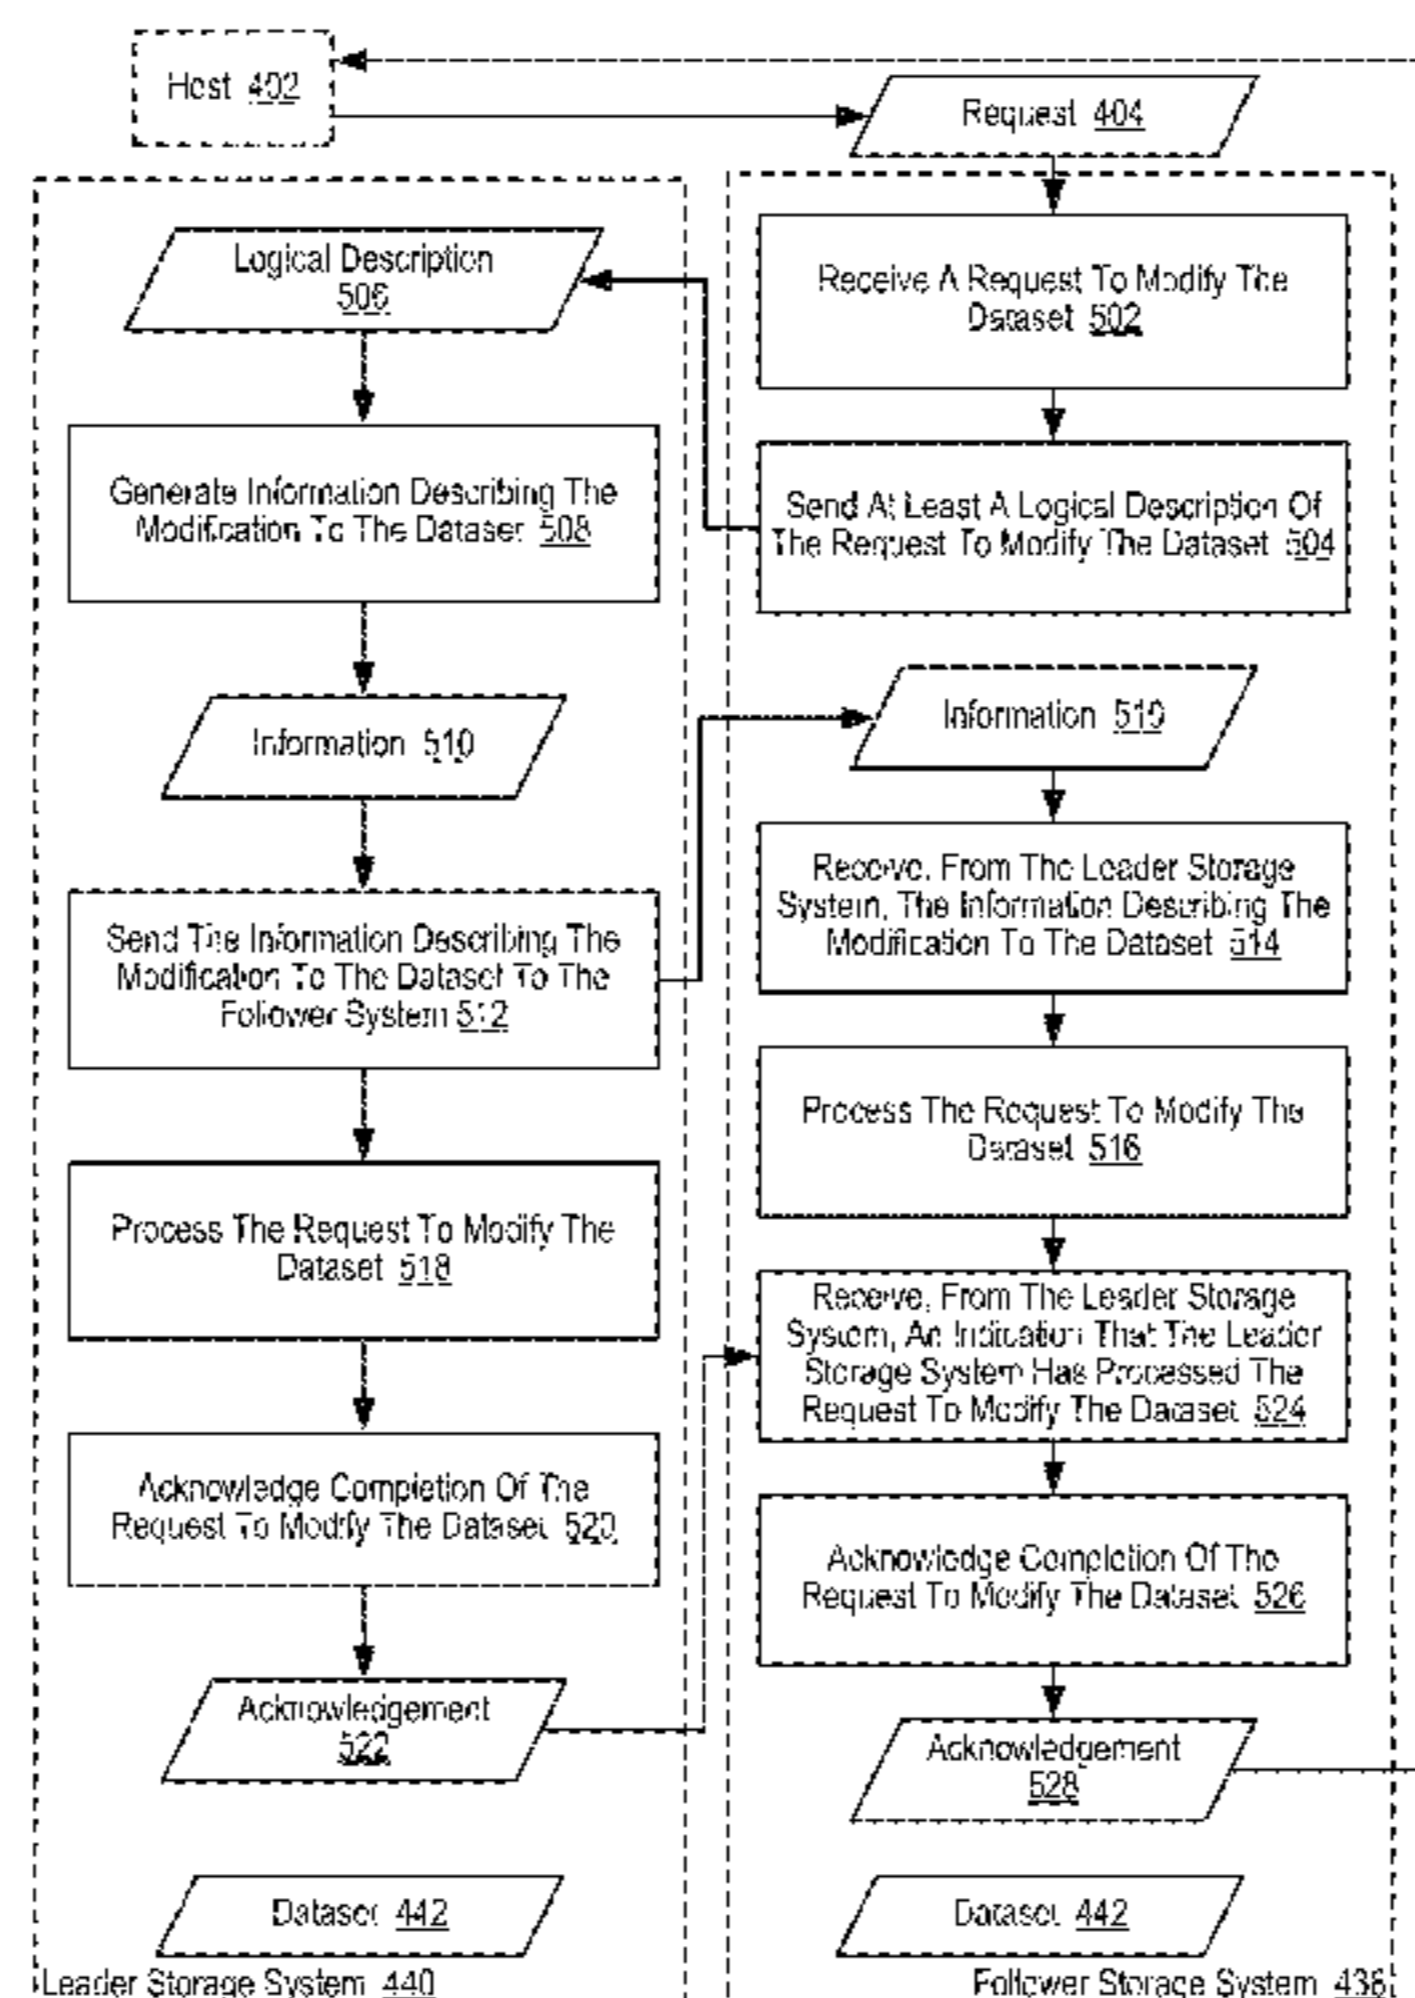 Host 402
Request 404
Logical Description
506
Generate Information Describing The
Modification To The Dataset 508
Information 510
Send The Information Describing The
Modification To The Dataset To The
Follower System 512
Process The Request To Modify The
Dataset 518
Acknowledge Completion Of The
Request To Modify The Dataset 520
Acknowledgement
522
Dataset 442
Leader Storage System 440
Receive A Request To Modify The
Dataset 502
Send At Least A Logical Description Of
The Request To Modify The Dataset 504
Information 510
Receive, From The Leader Storage
System, The Information Describing The
Modification To The Dataset 514
Process The Request To Modify The
Dataset 516
Receive, From The Leader Storage
System, An Indication That The Leader
Storage System Has Processed The
Request To Modify The Dataset 524
Acknowledge Completion Of The
Request To Modify The Dataset 526
Acknowledgement
528
Dataset 442
Follower Storage System 438